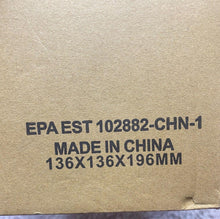 EPA EST 102882-CHN-1
MADE IN CHINA
136X136X196MM